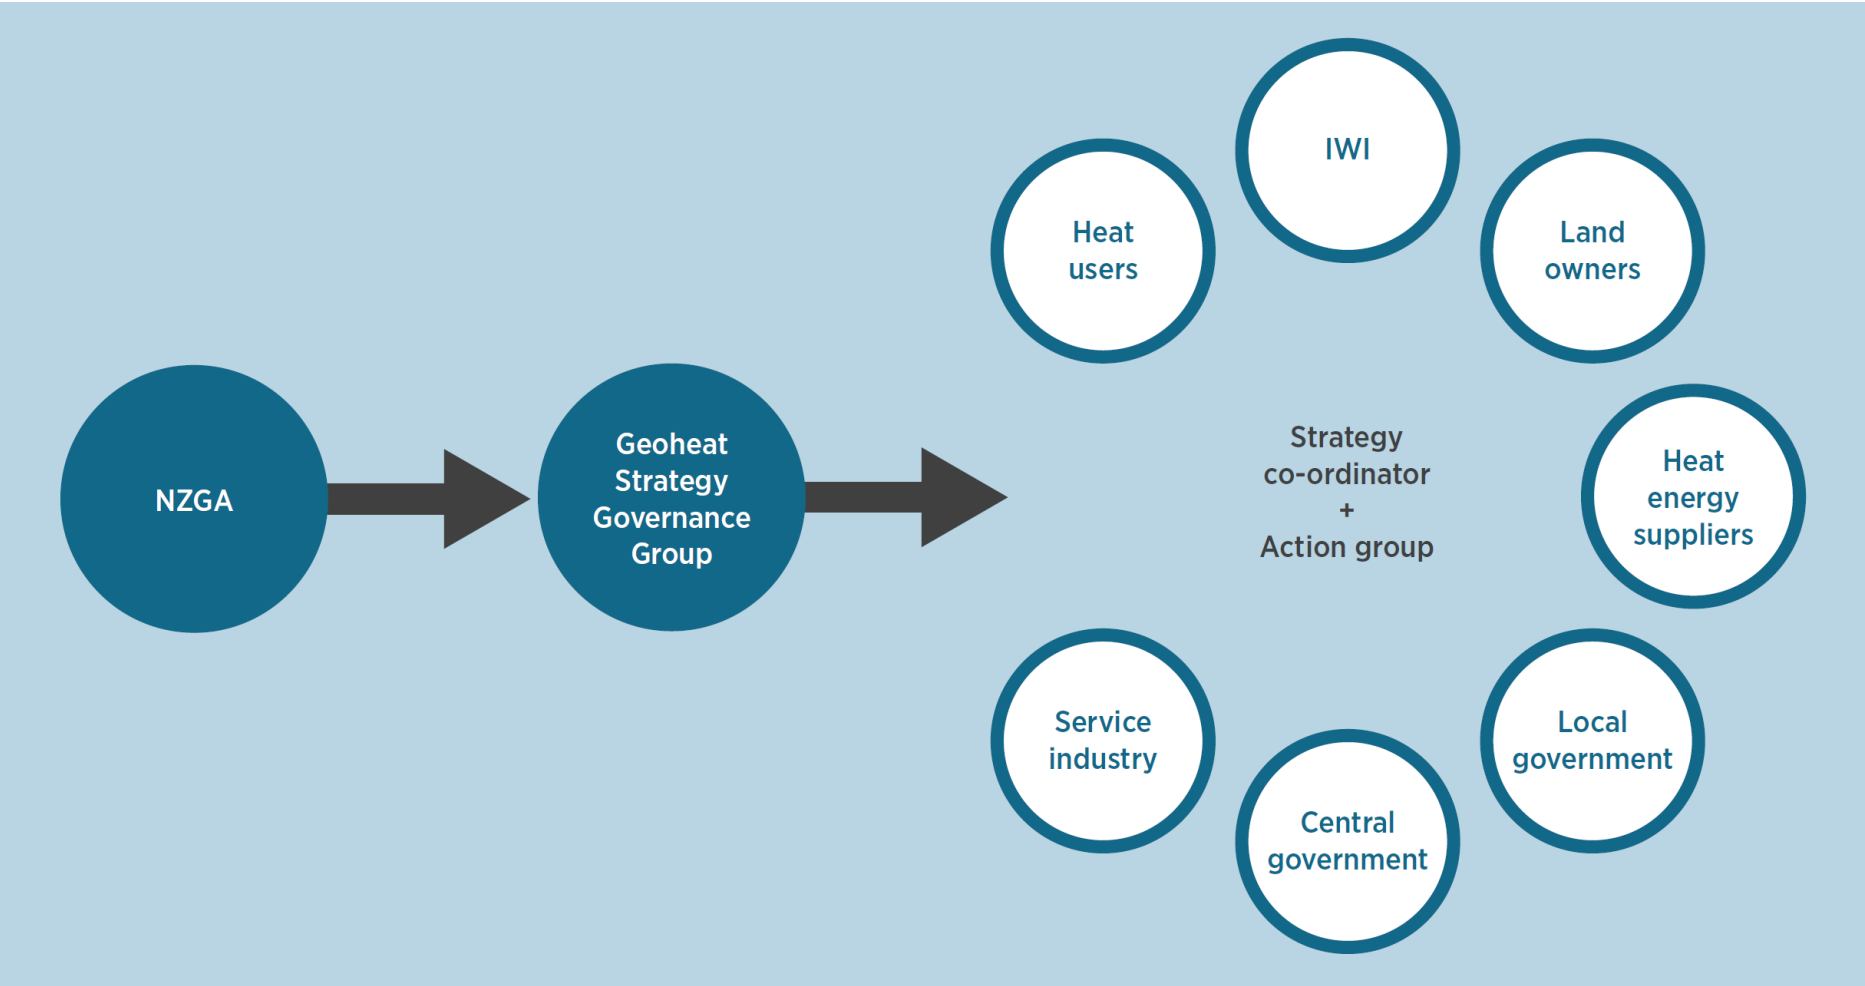 NZGA
Geoheat
Strategy
Governance
Group
Heat
users
IWI
Land
owners
Strategy
co-ordinator
+
Action group
Heat
energy
suppliers
Service
industry
Central
government
Local
government